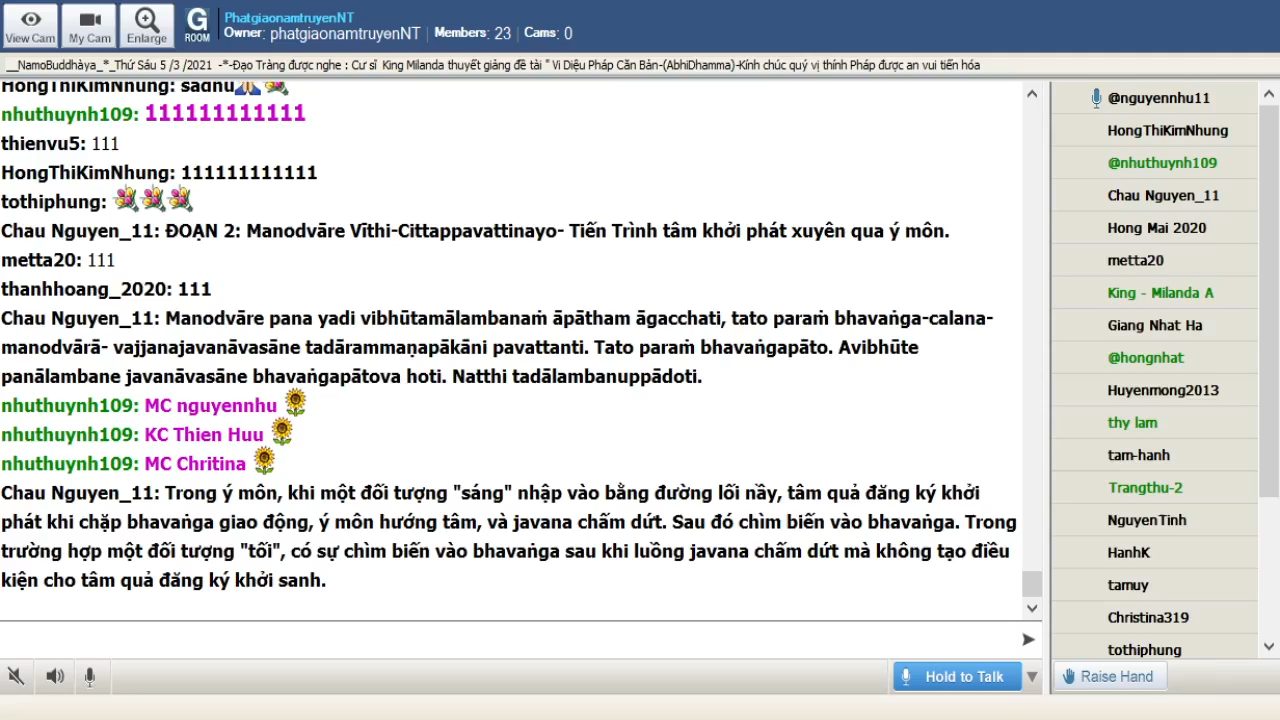 PhatgiaonamtruyenNT
Owner: phatgiaonamtruyenNT | Members: 23 | Cams: 0
View Cam
My Cam
Enlarge
G
ROOM
__NamoBuddhàya_*_Thứ Sáu 5 /3 /2021 -*-Đạo Tràng được nghe : Cư sĩ King Milanda thuyết giảng đề tài " Vi Diệu Pháp Căn Bản-(AbhiDhamma)-Kính chúc quý vị thính Pháp được an vui tiến hóa
HongThiKimNhung: sadhu
nhuthuynh109: 111111111111
thienvu5: 111
HongThiKimNhung: 111111111111
tothiphung:
Chau Nguyen_11: ĐOẠN 2: Manodvāre Vīthi-Cittappavattinayo- Tiến Trình tâm khởi phát xuyên qua ý môn.
metta20: 111
thanhhoang_2020: 111
Chau Nguyen_11: Manodvāre pana yadi vibhūtamālambanaṁ āpātham āgacchati, tato paraṁ bhavaṅga-calana-
manodvārā- vajjanajavanāvasāne tadārammaṇapākāni pavattanti. Tato paraṁ bhavaṅgapāto. Avibhūte
panālambane javanāvasāne bhavaṅgapātova hoti. Natthi tadālambanuppādoti.
nhuthuynh109: MC nguyennhu
nhuthuynh109: KC Thien Huu
nhuthuynh109: MC Chritina
Chau Nguyen_11: Trong ý môn, khi một đối tượng "sáng" nhập vào bằng đường lối nầy, tâm quả đăng ký khởi
phát khi chặp bhavaṅga giao động, ý môn hướng tâm, và javana chấm dứt. Sau đó chìm biến vào bhavaṅga. Trong
trường hợp một đối tượng "tối", có sự chìm biến vào bhavaṅga sau khi luồng javana chấm dứt mà không tạo điều
kiện cho tâm quả đăng ký khởi sanh.
@nguyennhu11
HongThiKimNhung
@nhuthuynh109
Chau Nguyen_11
Hong Mai 2020
metta20
King - Milanda A
Giang Nhat Ha
@hongnhat
Huyenmong2013
thy lam
tam-hanh
Trangthu-2
NguyenTinh
HanhK
tamuy
Christina319
tothiphung
Hold to Talk
Raise Hand